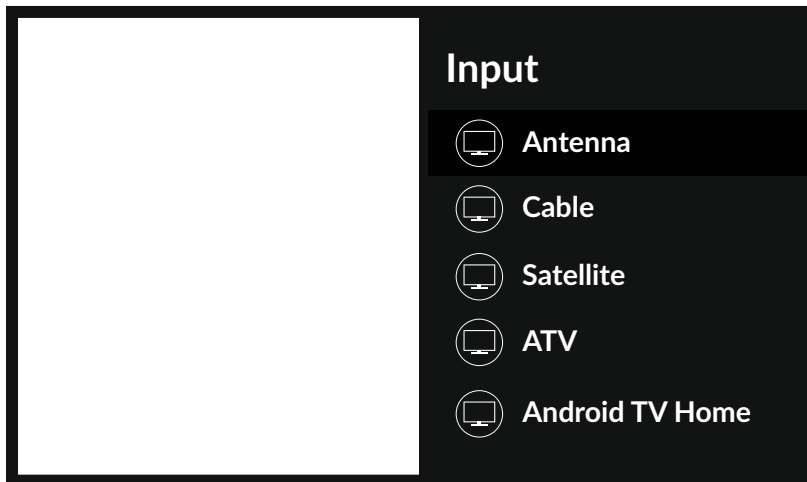 Input
Antenna
Cable
Satellite
ATV
Android TV Home